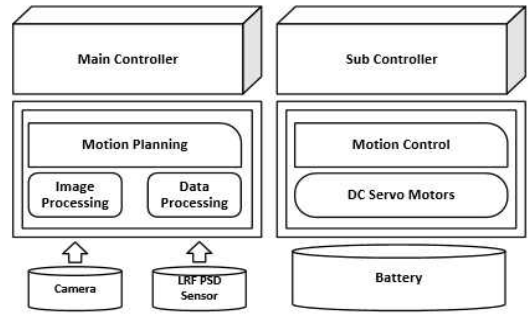 Main Controller
Sub Controller
Motion Planning
Motion Control
Image
Processing
Data
Processing
DC Servo Motors
Camera
LRF PSD
Sensor
Battery